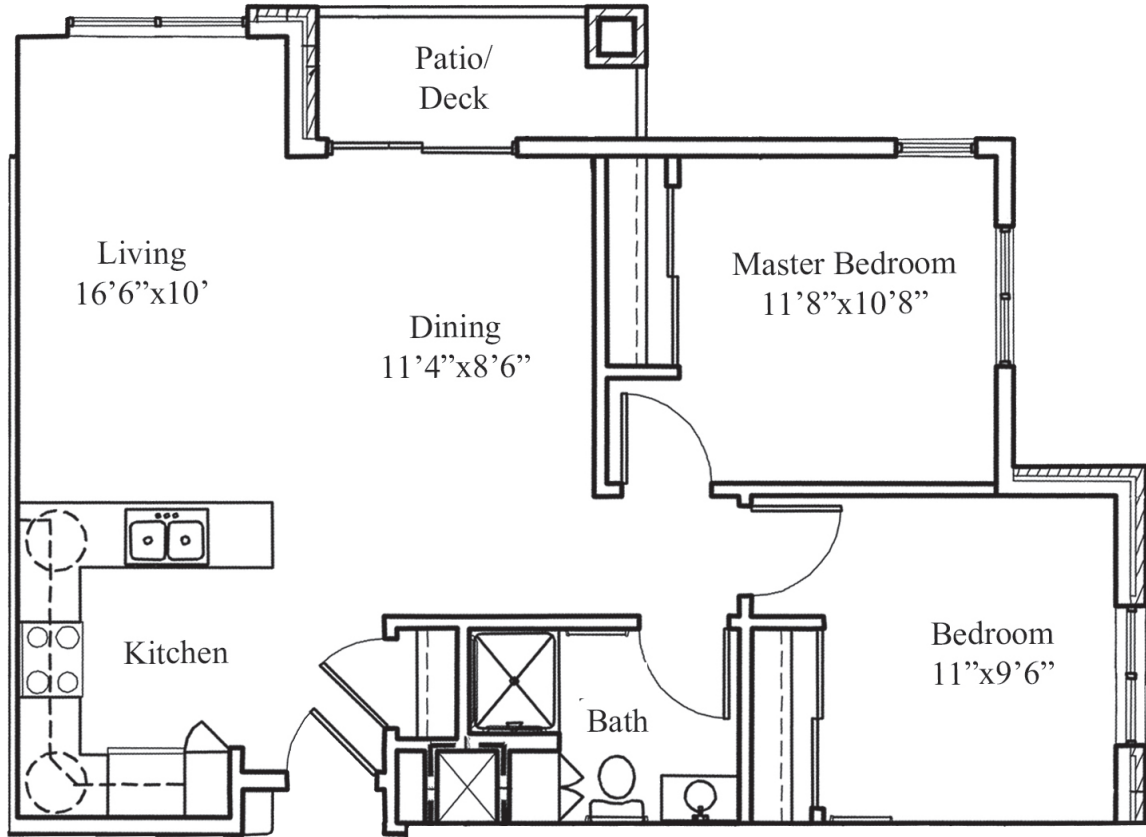 Patio/
Deck
Living
16’6”x10’
Master Bedroom
11’8”x10’8”
Dining
11’4”x8’6”
Kitchen
Bedroom
11”x9’6”
Bath